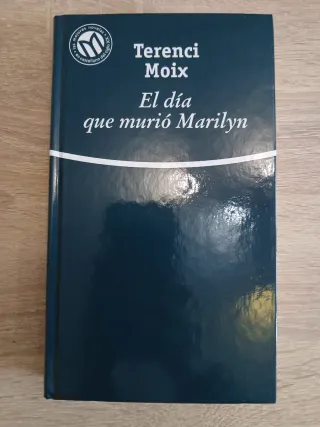 Terenci
Moix
El día
que murió Marilyn